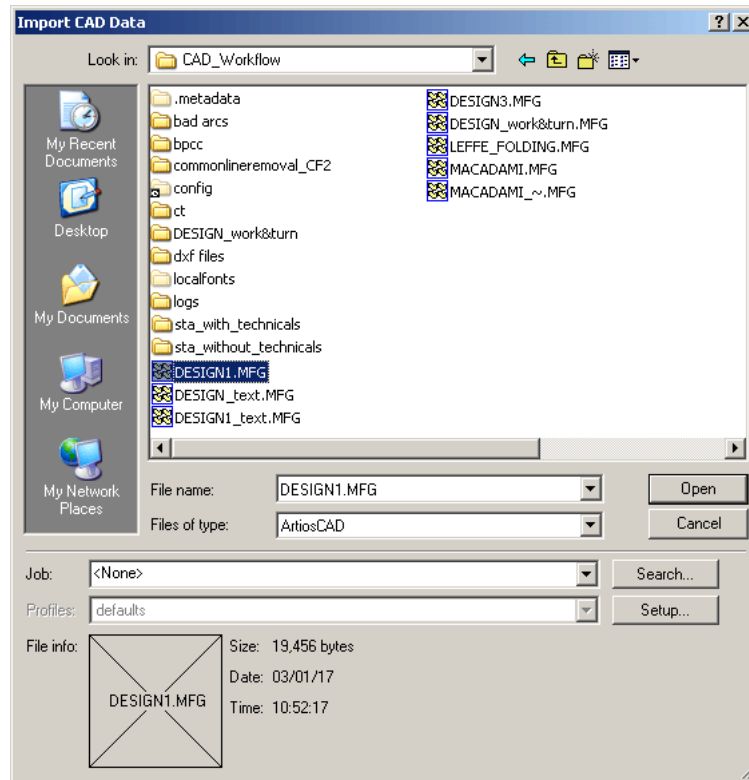 Import CAD Data
Look in: CAD_Workflow
My Recent
Documents
Desktop
My Documents
My Computer
My Network
Places
.metadata
bad arcs
bpcc
commonlineremoval_CF2
config
ct
DESIGN_work&turn
dxf files
localfonts
logs
sta_with_technicals
sta_without_technicals
DESIGN1.MFG
DESIGN_text.MFG
DESIGN1_text.MFG
DESIGN3.MFG
DESIGN_work&turn.MFG
LEFFE_FOLDING.MFG
MACADAMI.MFG
MACADAMI_~.MFG
File name: DESIGN1.MFG Open
Files of type: ArtiosCAD Cancel
Job: <None> Search...
Profiles: defaults Setup...
File info: DESIGN1.MFG
Size: 19,456 bytes
Date: 03/01/17
Time: 10:52:17